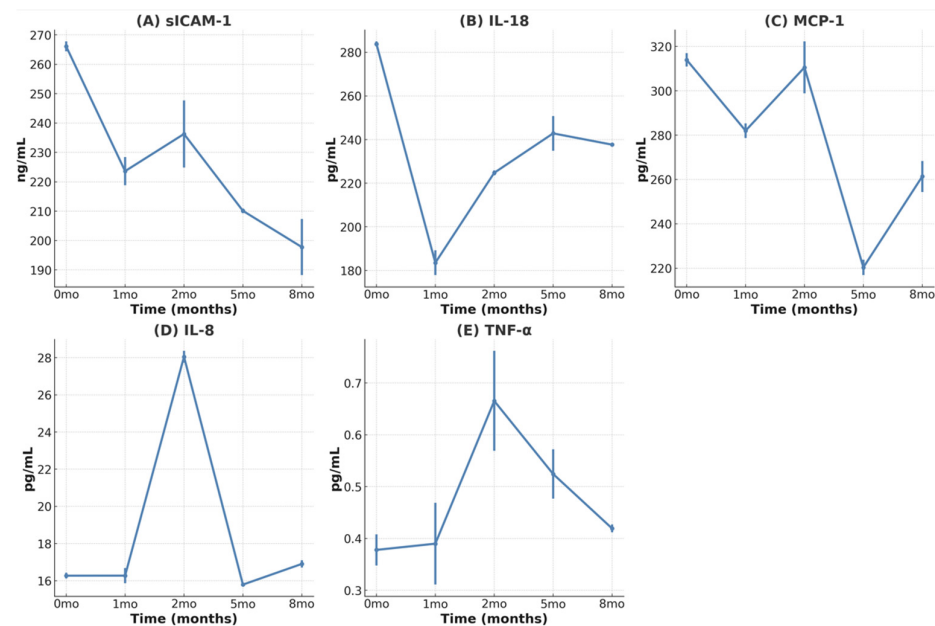 (A) sICAM-1
ng/mL
270
260
250
240
230
220
210
200
190
0mo 1mo 2mo 5mo 8mo
Time (months)
(B) IL-18
pg/mL
280
260
240
220
200
180
0mo 1mo 2mo 5mo 8mo
Time (months)
(C) MCP-1
pg/mL
320
300
280
260
240
220
0mo 1mo 2mo 5mo 8mo
Time (months)
(D) IL-8
pg/mL
28
26
24
22
20
18
16
0mo 1mo 2mo 5mo 8mo
Time (months)
(E) TNF-α
pg/mL
0.7
0.6
0.5
0.4
0.3
0mo 1mo 2mo 5mo 8mo
Time (months)